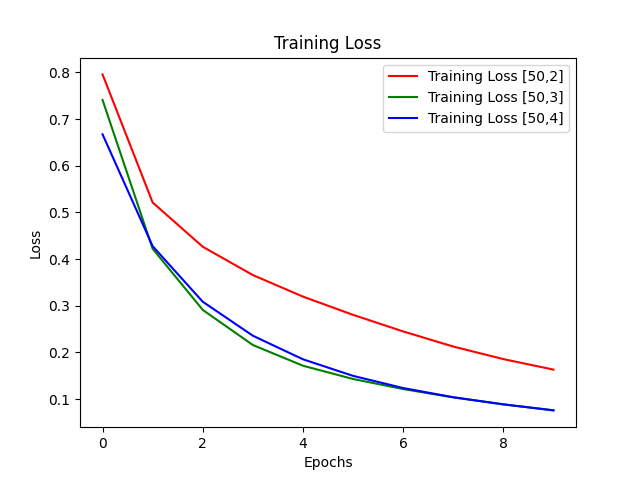 Training Loss
Training Loss [50,2]
Training Loss [50,3]
Training Loss [50,4]
0.8
0.7
0.6
0.5
0.4
0.3
0.2
0.1
Loss
0 2 4 6 8
Epochs